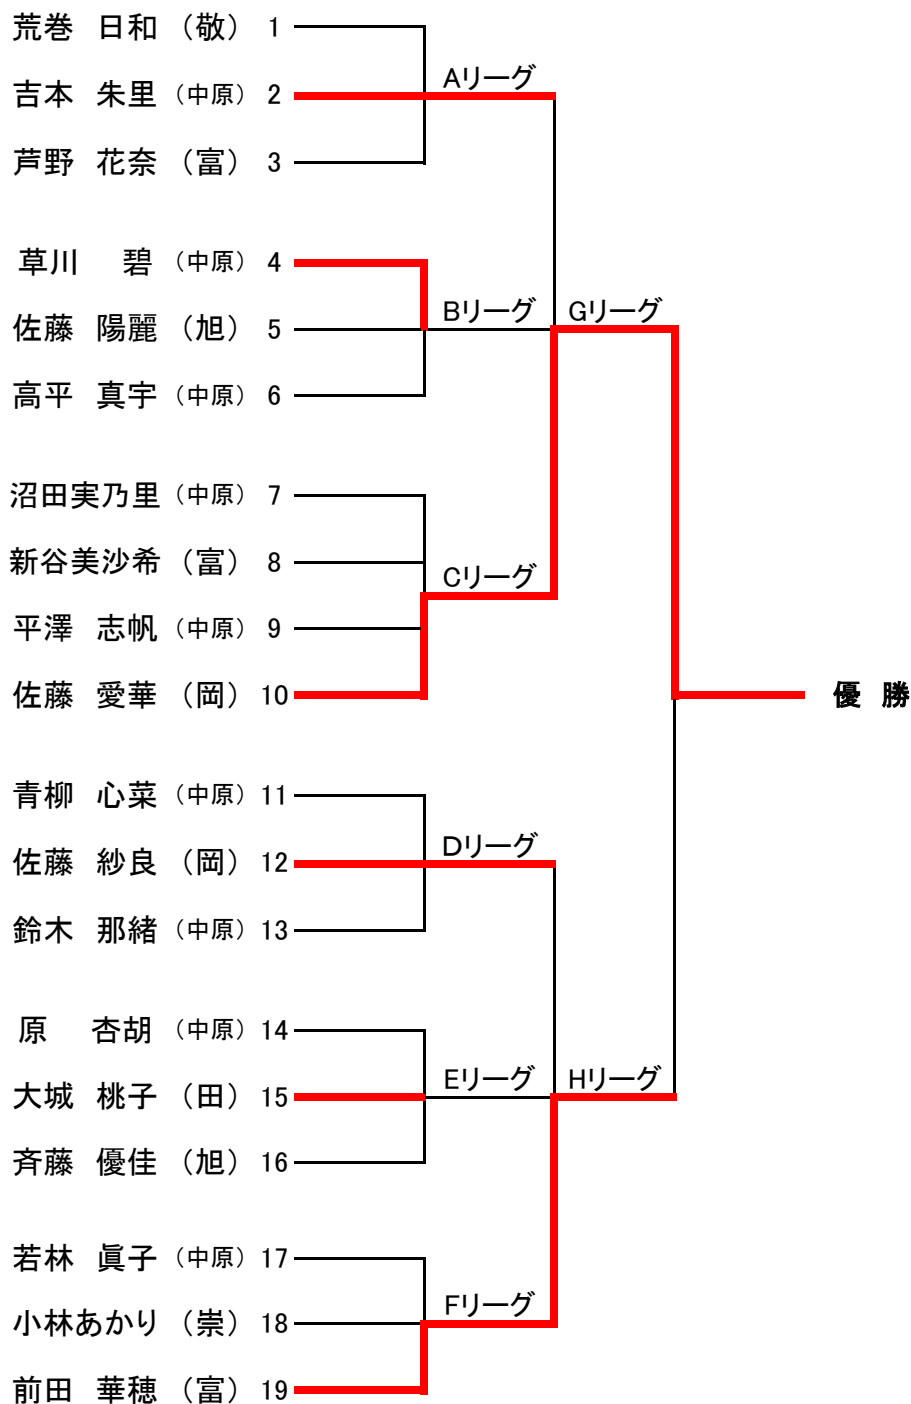 荒巻 日和 （敬） 1
Aリーグ
吉本 朱里 （中原） 2
芦野 花奈 （富） 3
草川 碧 （中原） 4
Bリーグ Gリーグ
佐藤 陽麗 （旭） 5
高平 真宇 （中原） 6
沼田実乃里 （中原） 7
新谷美沙希 （富） 8
Cリーグ
平澤 志帆 （中原） 9
佐藤 愛華 （岡） 10
優 勝
青柳 心菜 （中原） 11
Dリーグ
佐藤 紗良 （岡） 12
鈴木 那緒 （中原） 13
原 杏胡 （中原） 14
Eリーグ Hリーグ
大城 桃子 （田） 15
斉藤 優佳 （旭） 16
若林 眞子 （中原） 17
Fリーグ
小林あかり （崇） 18
前田 華穂 （富） 19